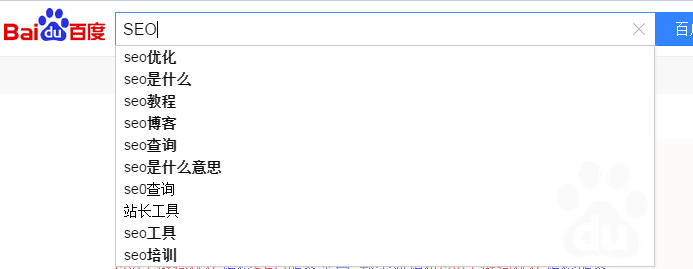 Bai du 百度
SEO
百
seo优化
seo是什么
seo教程
seo博客
seo查询
seo是什么意思
se0查询
站长工具
seo工具
seo培训
du